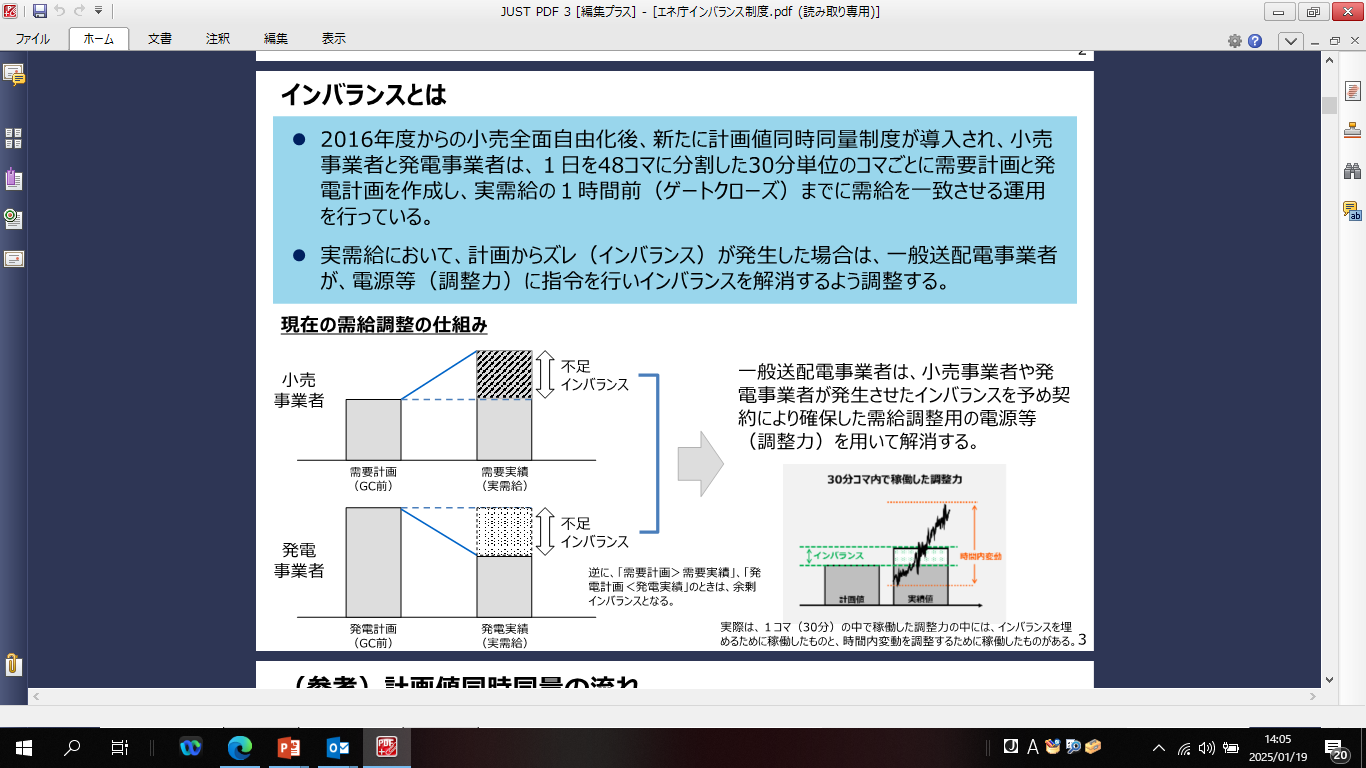 JUST PDF 3 [編集プラス] - [エネ庁インバランス制度.pdf (読み取り専用)]
ファイル
ホーム
文書
注釈
編集
表示
2
インバランスとは
● 2016年度からの小売全面自由化後、新たに計画値同時同量制度が導入され、小売
事業者と発電事業者は、１日を48コマに分割した30分単位のコマごとに需要計画と発
電計画を作成し、実需給の１時間前（ゲートクローズ）までに需給を一致させる運用
を行っている。
● 実需給において、計画からズレ（インバランス）が発生した場合は、一般送配電事業者
が、電源等（調整力）に指令を行いインバランスを解消するよう調整する。
現在の需給調整の仕組み
小売
事業者
不足
インバランス
需要計画
（GC前）
需要実績
（実需給）
発電
事業者
不足
インバランス
発電計画
（GC前）
発電実績
（実需給）
逆に、「需要計画＞需要実績」、「発
電計画＜発電実績」のときは、余剰
インバランスとなる。
一般送配電事業者は、小売事業者や発
電事業者が発生させたインバランスを予め契
約により確保した需給調整用の電源等
（調整力）を用いて解消する。
30分コマ内で稼働した調整力
インバランス
時間内変動
計画値
実績値
実際は、１コマ（30分）の中で稼働した調整力の中には、インバランスを埋
めるために稼働したものと、時間内変動を調整するために稼働したものがある。
3
（参考）計画値同時同量の流れ
A
14:05
2025/01/19
20